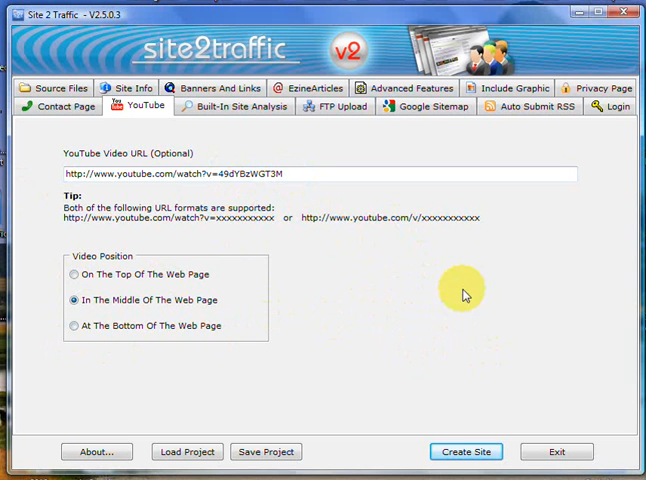 Site 2 Traffic - V2.5.0.3
site2traffic v2
Source Files Site Info Banners And Links EzineArticles Advanced Features Include Graphic Privacy Page
Contact Page YouTube Built-In Site Analysis FTP Upload Google Sitemap Auto Submit RSS Login
YouTube Video URL (Optional)
http://www.youtube.com/watch?v=49dYBzWGT3M
Tip:
Both of the following URL formats are supported:
http://www.youtube.com/watch?v=xxxxxxxxxxx or http://www.youtube.com/v/xxxxxxxxxxx
Video Position
On The Top Of The Web Page
In The Middle Of The Web Page
At The Bottom Of The Web Page
About... Load Project Save Project Create Site Exit